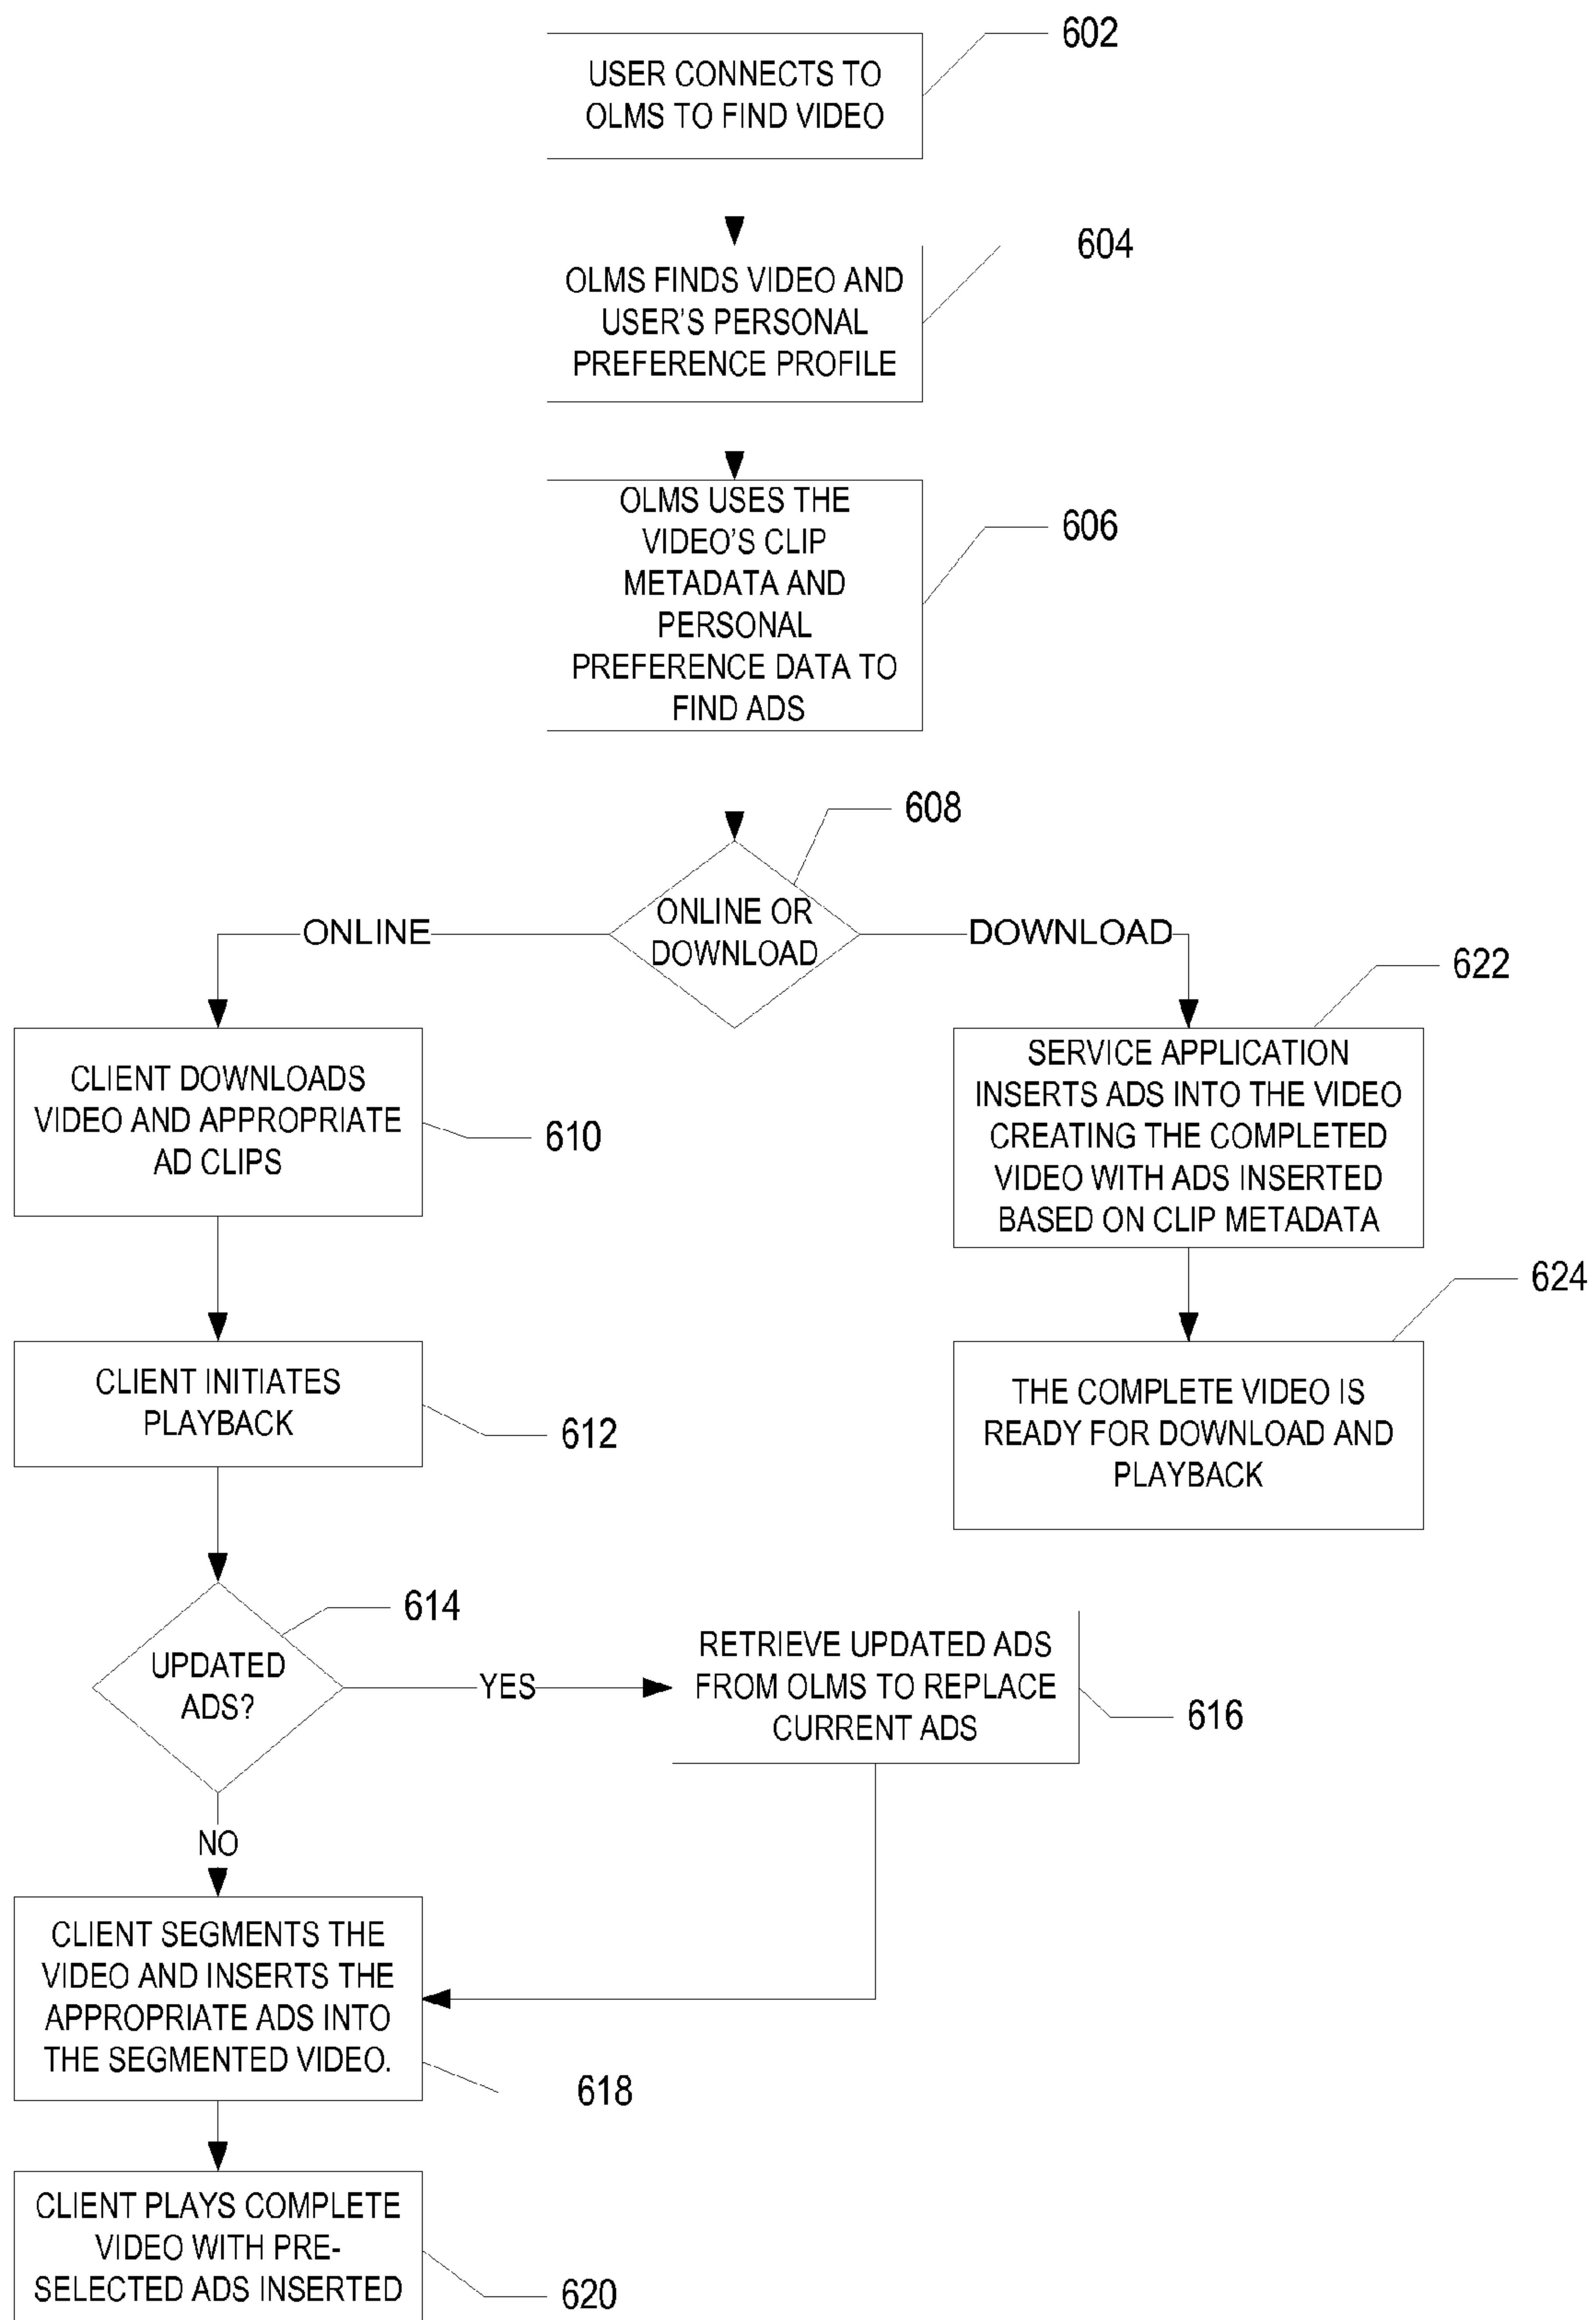 602
USER CONNECTS TO
OLMS TO FIND VIDEO
604
OLMS FINDS VIDEO AND
USER'S PERSONAL
PREFERENCE PROFILE
606
OLMS USES THE
VIDEO'S CLIP
METADATA AND
PERSONAL
PREFERENCE DATA TO
FIND ADS
608
ONLINE OR
DOWNLOAD
ONLINE
DOWNLOAD
610
CLIENT DOWNLOADS
VIDEO AND APPROPRIATE
AD CLIPS
622
SERVICE APPLICATION
INSERTS ADS INTO THE VIDEO
CREATING THE COMPLETED
VIDEO WITH ADS INSERTED
BASED ON CLIP METADATA
612
CLIENT INITIATES
PLAYBACK
624
THE COMPLETE VIDEO IS
READY FOR DOWNLOAD AND
PLAYBACK
614
UPDATED
ADS?
YES
RETRIEVE UPDATED ADS
FROM OLMS TO REPLACE
CURRENT ADS
616
NO
CLIENT SEGMENTS THE
VIDEO AND INSERTS THE
APPROPRIATE ADS INTO
THE SEGMENTED VIDEO.
618
CLIENT PLAYS COMPLETE
VIDEO WITH PRE-
SELECTED ADS INSERTED
620